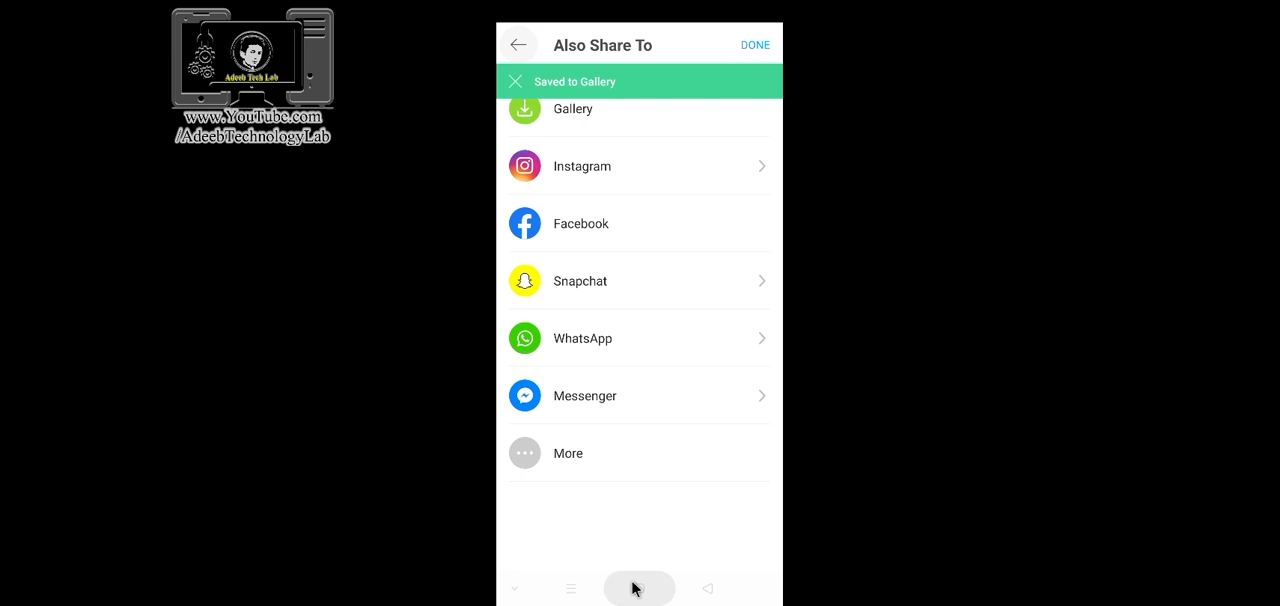 Adeeb Tech Lab
www.YouTube.com
/AdeebTechnologyLab
Also Share To
DONE
Saved to Gallery
Gallery
Instagram
Facebook
Snapchat
WhatsApp
Messenger
More